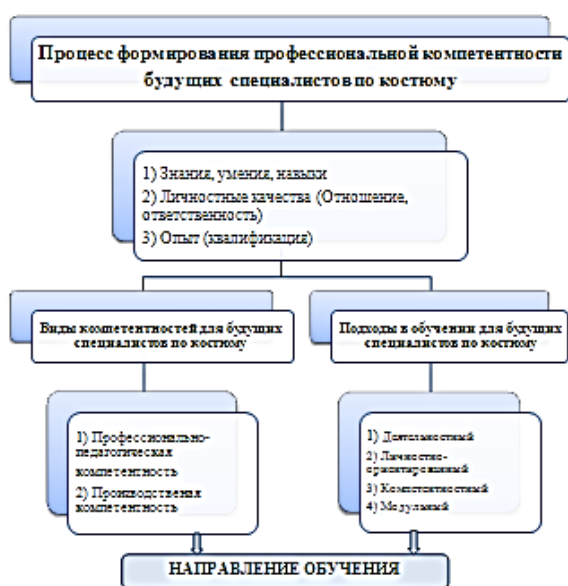 Процесс формирования профессиональной компетентности
будущих специалистов по костюму
1) Знания, умения, навыки
2) Личностные качества (Отношение,
ответственность)
3) Опыт (квалификация)
Виды компетентностей для будущих
специалистов по костюму
Подходы в обучении для будущих
специалистов по костюму
1) Профессионально-
педагогическая
компетентность
2) Производственая
компетентность
1) Деятельностный
2) Личностно-
ориентированный
3) Компетентностный
4) Модульный
НАПРАВЛЕНИЕ ОБУЧЕНИЯ